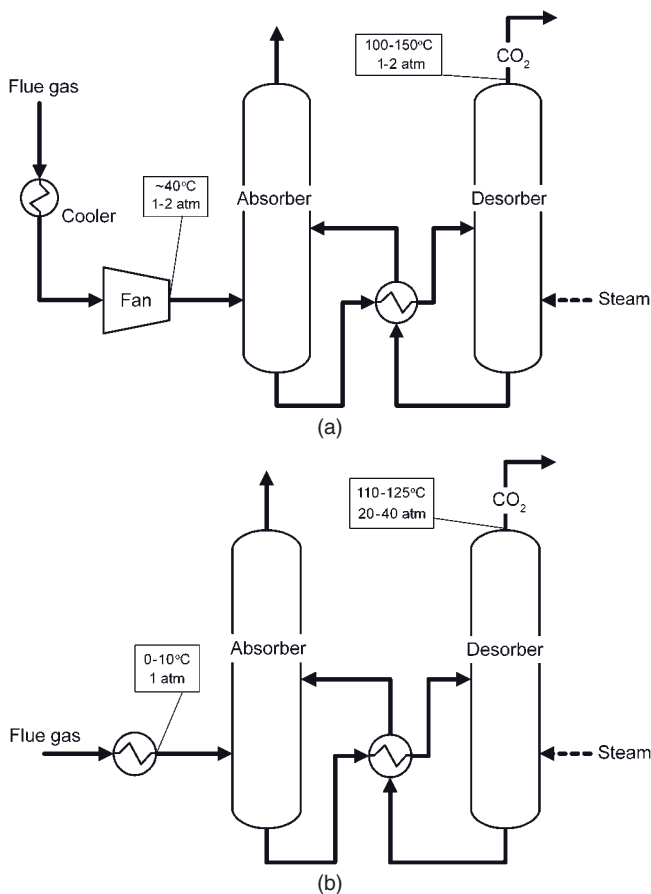 100-150°C
1-2 atm
CO₂
Flue gas
~40°C
1-2 atm
Absorber
Desorber
Cooler
Fan
Steam
(a)
110-125°C
20-40 atm
CO₂
0-10°C
1 atm
Absorber
Desorber
Flue gas
Steam
(b)